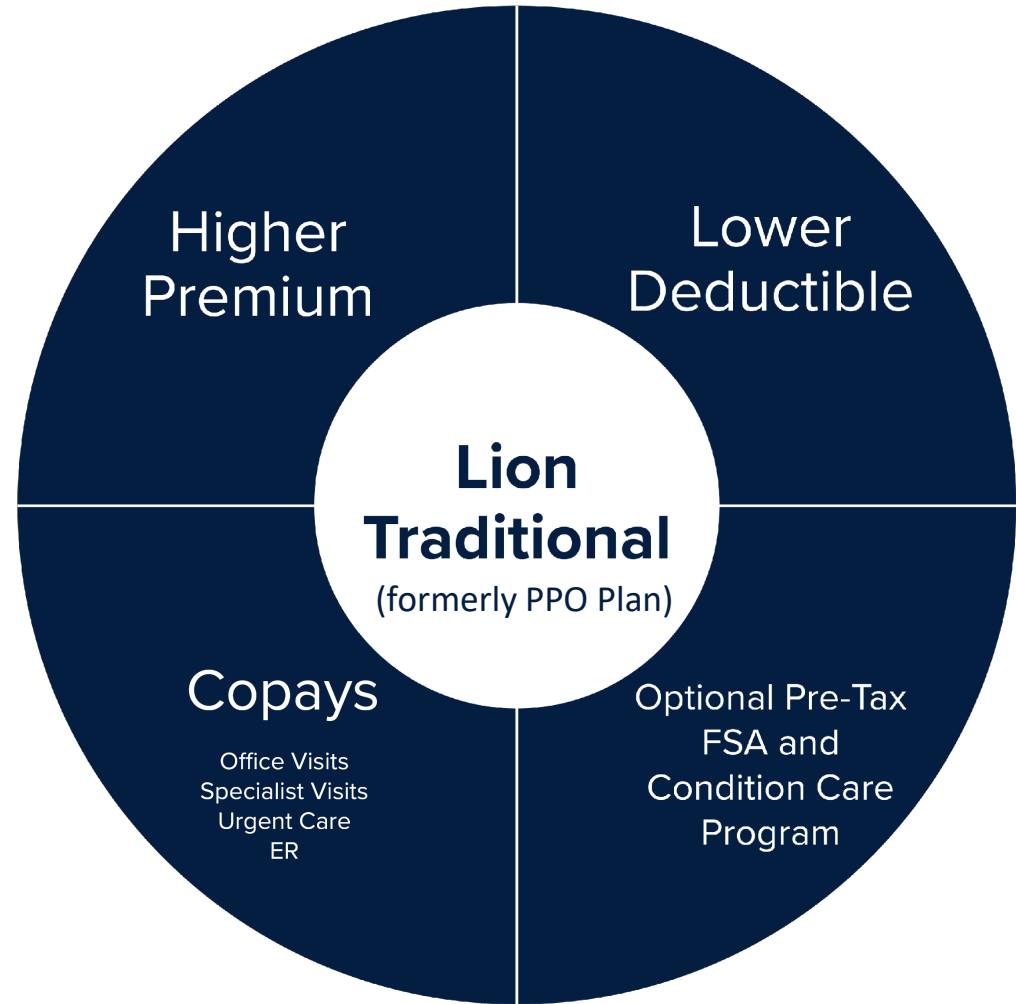 Higher
Premium
Lower
Deductible
Lion
Traditional
(formerly PPO Plan)
Copays
Office Visits
Specialist Visits
Urgent Care
ER
Optional Pre-Tax
FSA and
Condition Care
Program